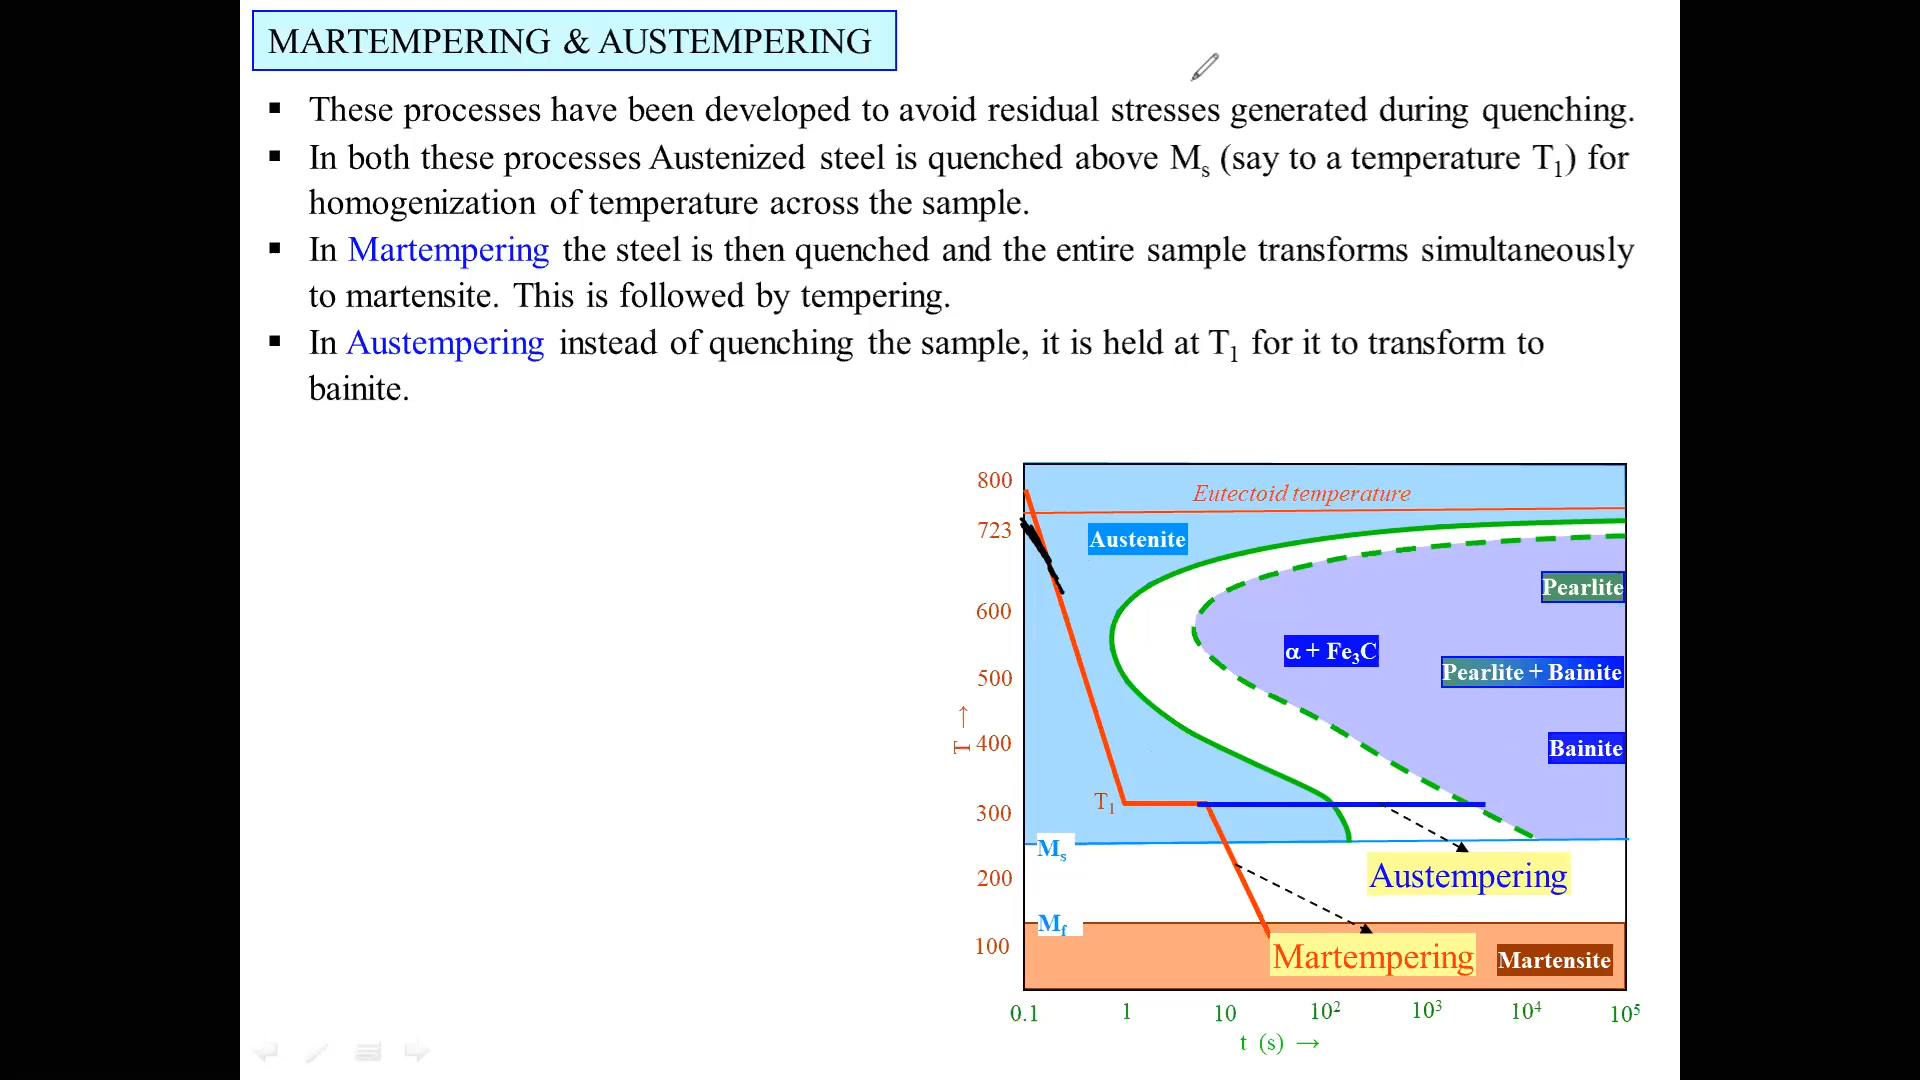 MARTEMPERING & AUSTEMPERING
▪ These processes have been developed to avoid residual stresses generated during quenching.
▪ In both these processes Austenized steel is quenched above Ms (say to a temperature T1) for
homogenization of temperature across the sample.
▪ In Martempering the steel is then quenched and the entire sample transforms simultaneously
to martensite. This is followed by tempering.
▪ In Austempering instead of quenching the sample, it is held at T1 for it to transform to
bainite.
800
Eutectoid temperature
723
Austenite
Pearlite
600
α + Fe3C
Pearlite + Bainite
500
T →
400
Bainite
T1
300
Ms
200
Austempering
Mf
100
Martempering
Martensite
0.1 1 10 10² 10³ 10⁴ 10⁵
t (s) →